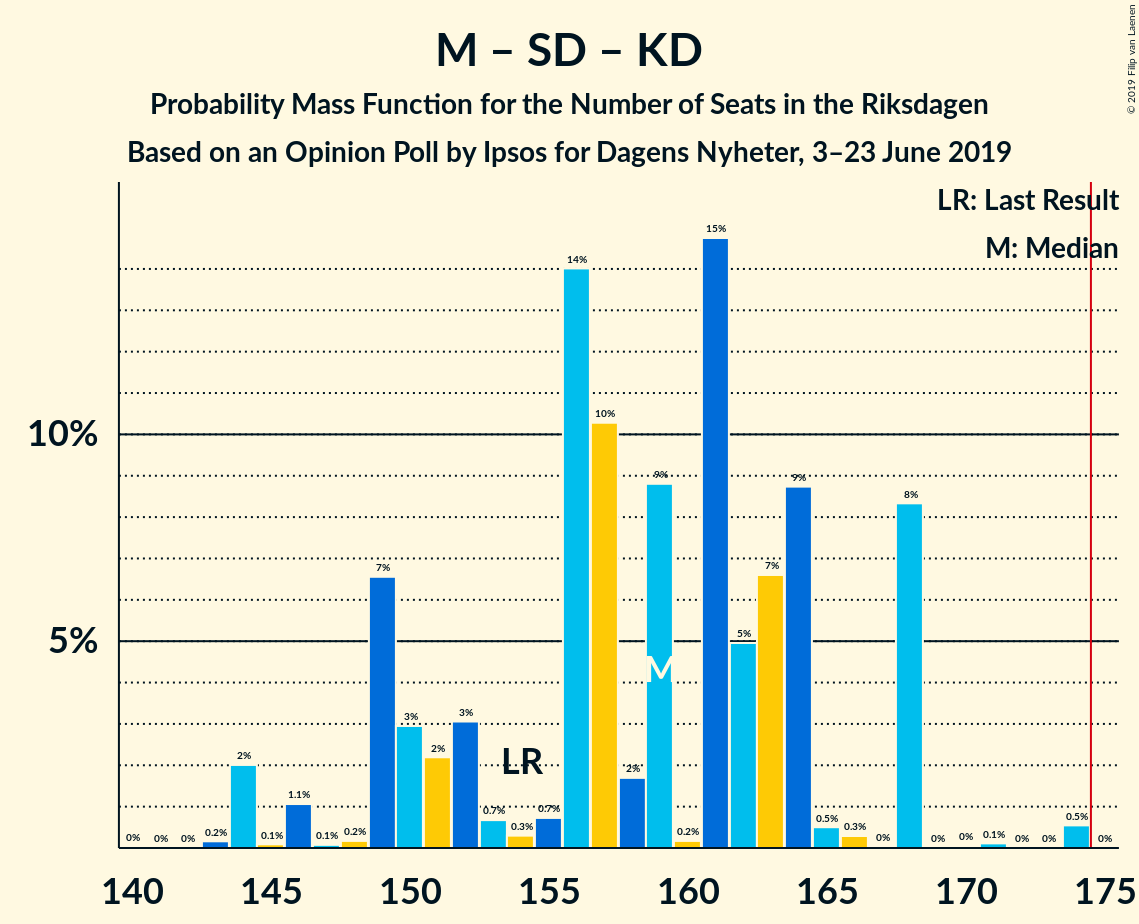 © 2019 Filip van Laenen
M – SD – KD
Probability Mass Function for the Number of Seats in the Riksdagen
Based on an Opinion Poll by Ipsos for Dagens Nyheter, 3–23 June 2019
LR: Last Result
M: Median
10%
5%
0% 0% 0% 0.2% 2% 0.1% 1.1% 0.1% 0.2% 7% 3% 2% 3% 0.7% 0.3% 0.7% 14% 10% 2% 9% 0.2% 15% 5% 7% 9% 0.5% 0.3% 0% 8% 0% 0% 0.1% 0% 0% 0.5% 0%
M
LR
140 145 150 155 160 165 170 175